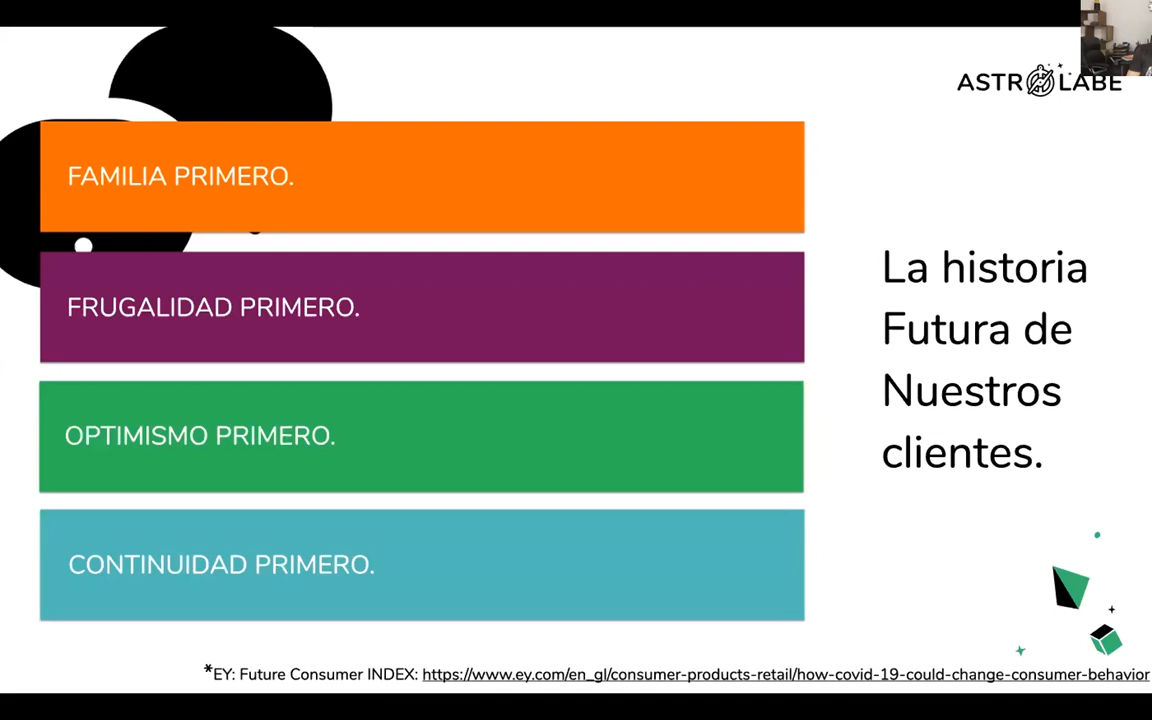 ASTROLABE
FAMILIA PRIMERO.
FRUGALIDAD PRIMERO.
OPTIMISMO PRIMERO.
CONTINUIDAD PRIMERO.
La historia
Futura de
Nuestros
clientes.
*EY: Future Consumer INDEX: https://www.ey.com/en_gl/consumer-products-retail/how-covid-19-could-change-consumer-behavior